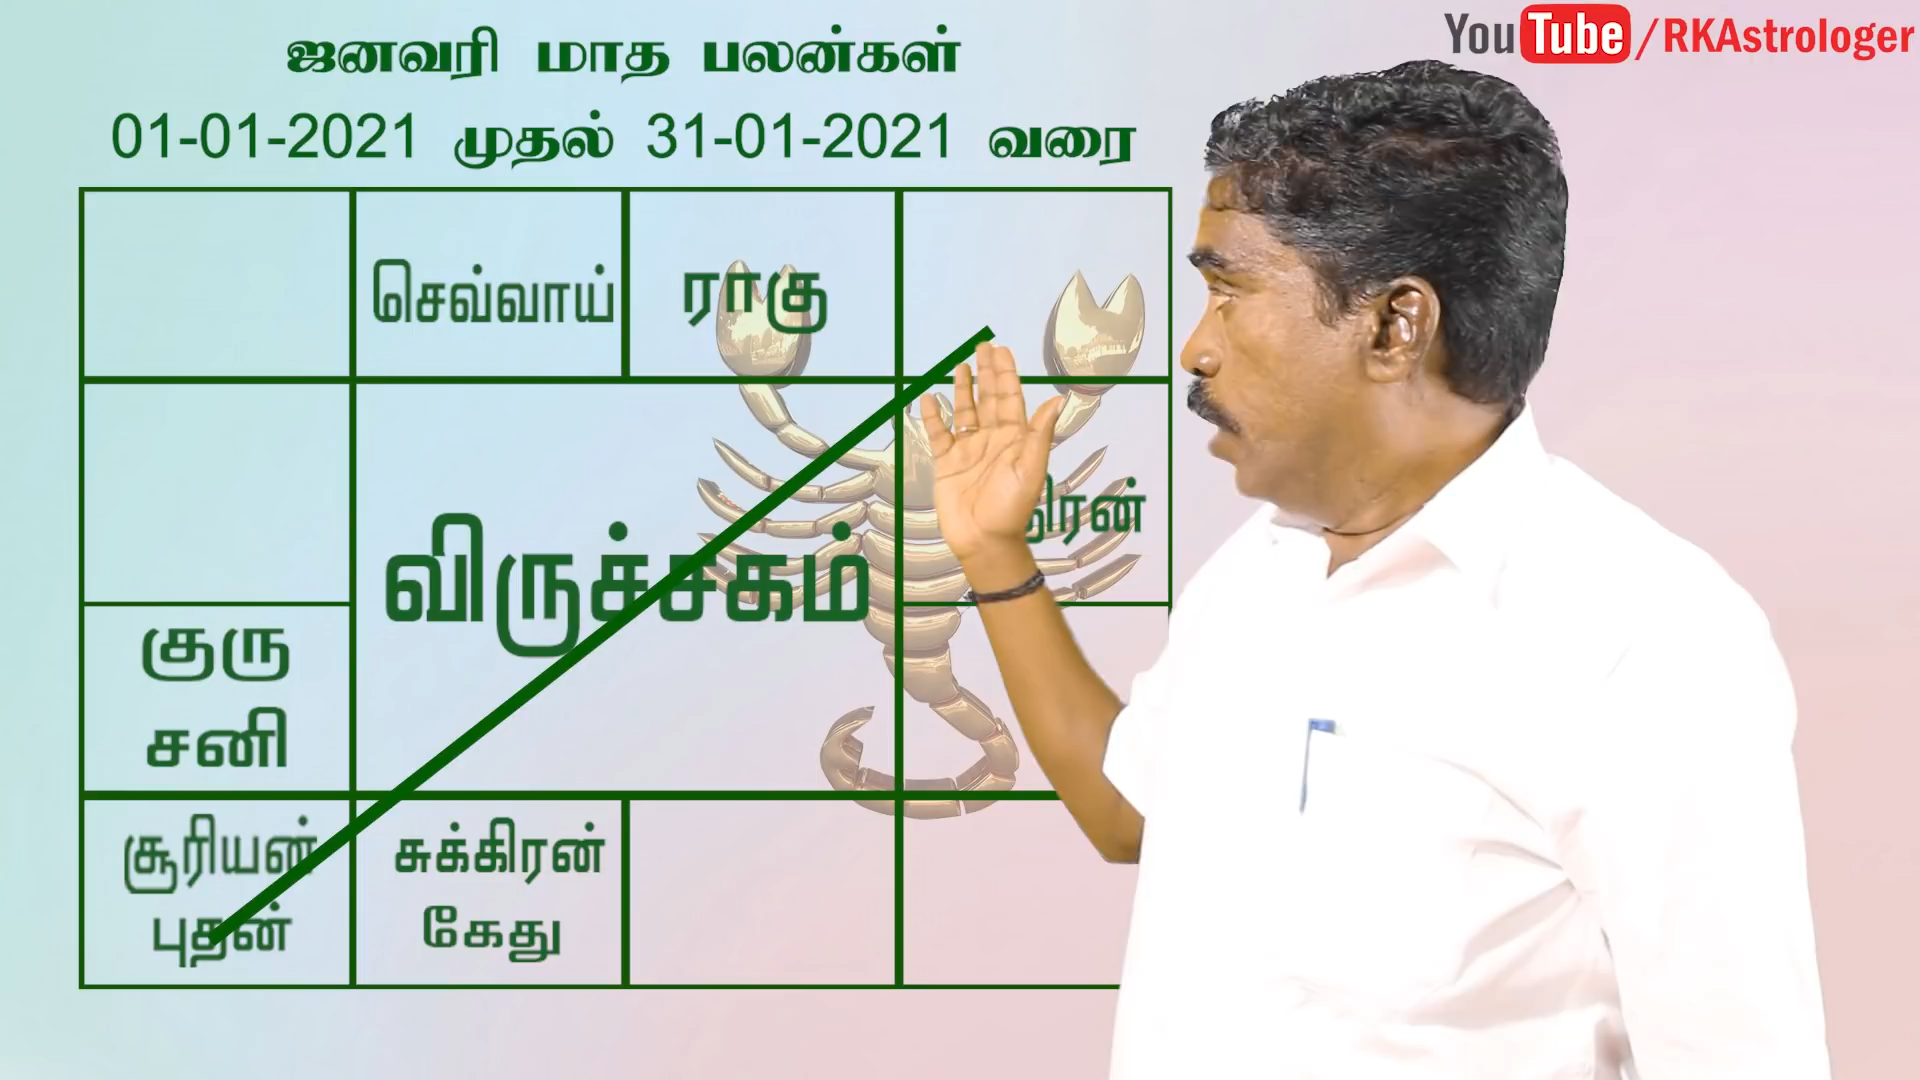 YouTube/RKAstrologer
ஜனவரி மாத பலன்கள்
01-01-2021 முதல் 31-01-2021 வரை
செவ்வாய்
ராகு
விருச்சகம்
குரு
சனி
சூரியன்
புதன்
சுக்கிரன்
கேது